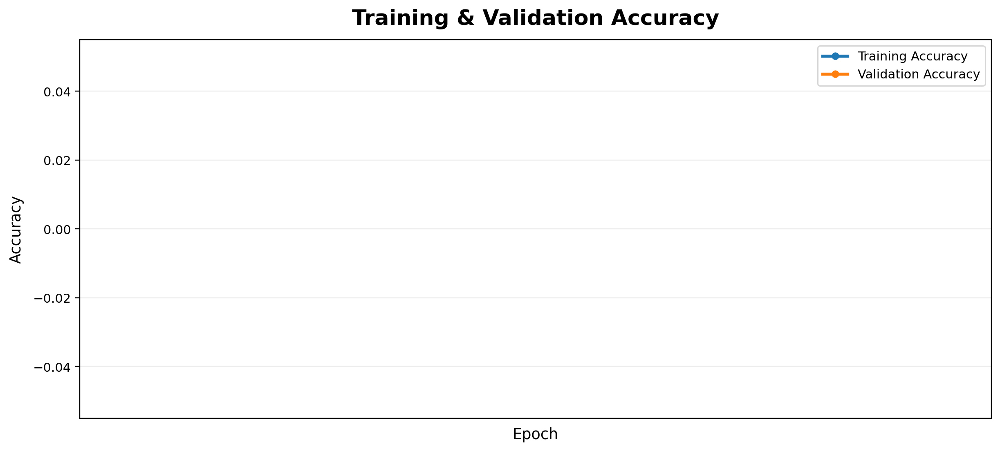 Training & Validation Accuracy
Training Accuracy
Validation Accuracy
0.04
0.02
0.00
−0.02
−0.04
Accuracy
Epoch